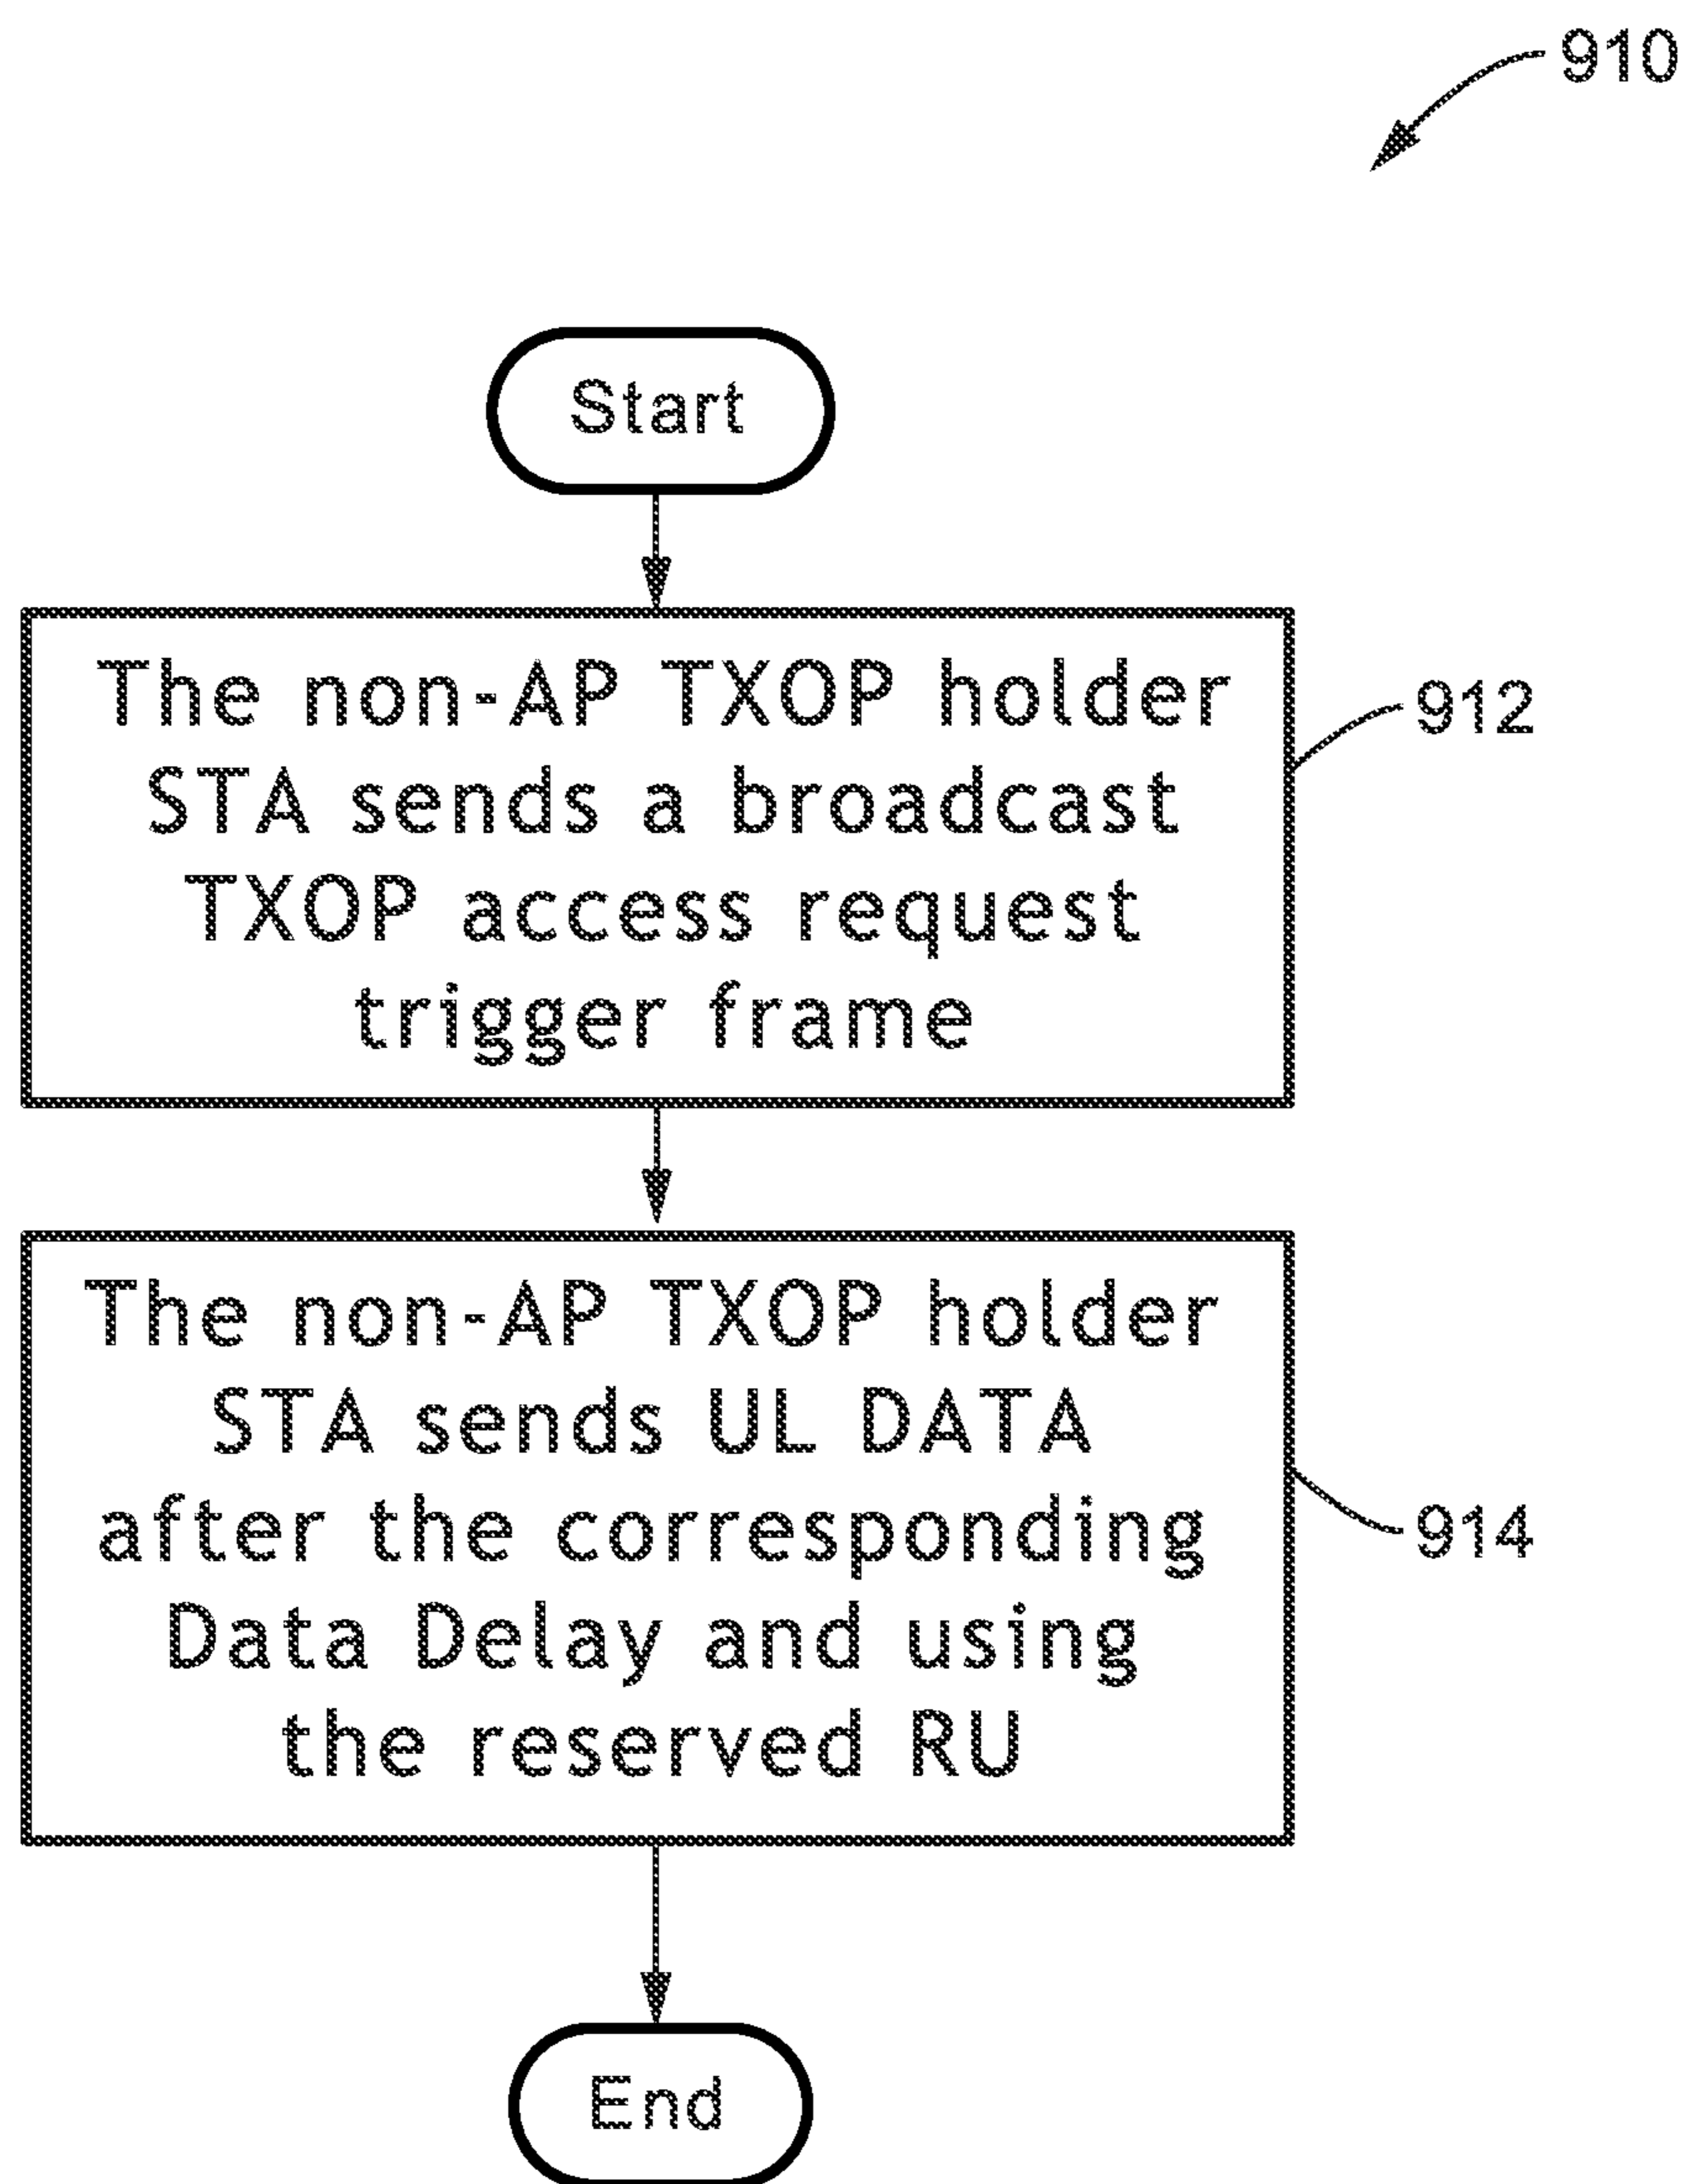 910
Start
The non-AP TXOP holder
STA sends a broadcast
TXOP access request
trigger frame
912
The non-AP TXOP holder
STA sends UL DATA
after the corresponding
Data Delay and using
the reserved RU
914
End